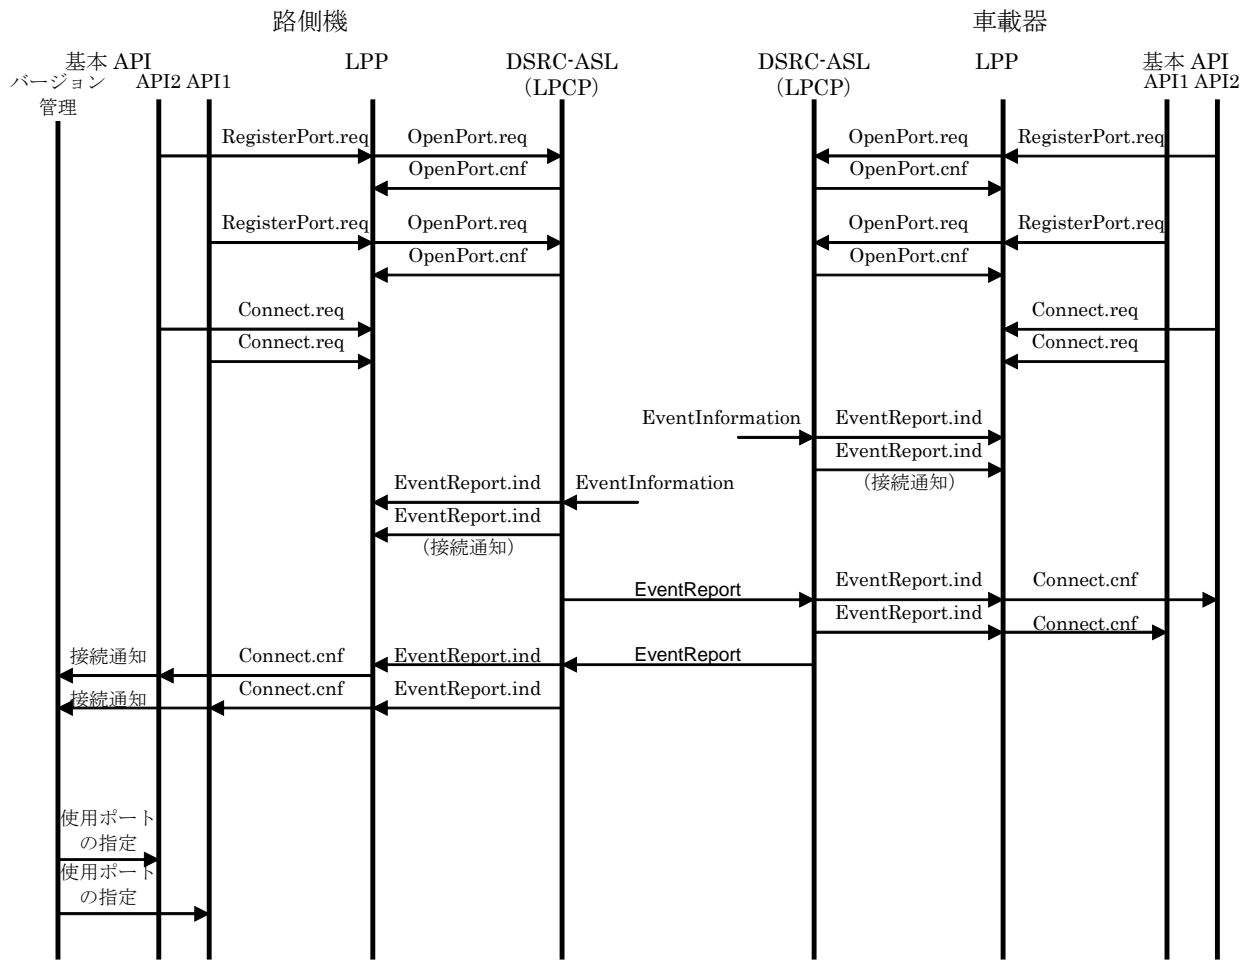 路側機 車載器
基本 API LPP DSRC-ASL DSRC-ASL LPP 基本 API
バージョン API2 API1 (LPCP) (LPCP) API1 API2
管理
RegisterPort.req OpenPort.req OpenPort.req RegisterPort.req
OpenPort.cnf OpenPort.cnf
RegisterPort.req OpenPort.req OpenPort.req RegisterPort.req
OpenPort.cnf OpenPort.cnf
Connect.req Connect.req
Connect.req Connect.req
EventInformation EventReport.ind
EventReport.ind
(接続通知)
EventReport.ind EventInformation
EventReport.ind
(接続通知)
EventReport EventReport.ind Connect.cnf
EventReport.ind Connect.cnf
接続通知 Connect.cnf EventReport.ind EventReport
接続通知 Connect.cnf EventReport.ind
使用ポート
の指定
使用ポート
の指定